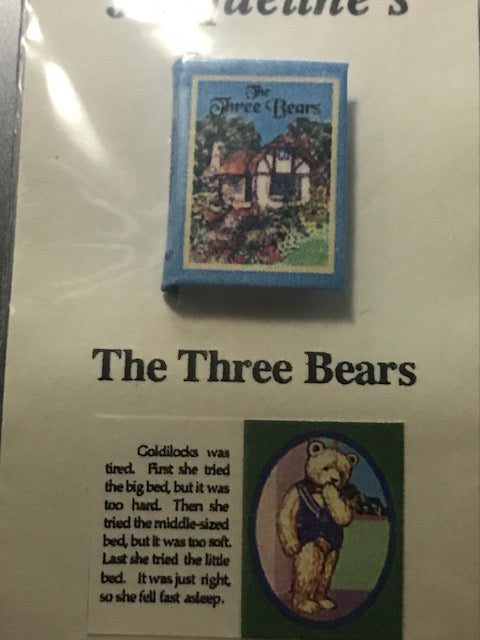 Jacqueline's
The
Three Bears
The Three Bears
Goldilocks was
tired. First she tried
the big bed, but it was
too hard. Then she
tried the middle-sized
bed, but it was too soft.
Last she tried the little
bed. It was just right,
so she fell fast asleep.